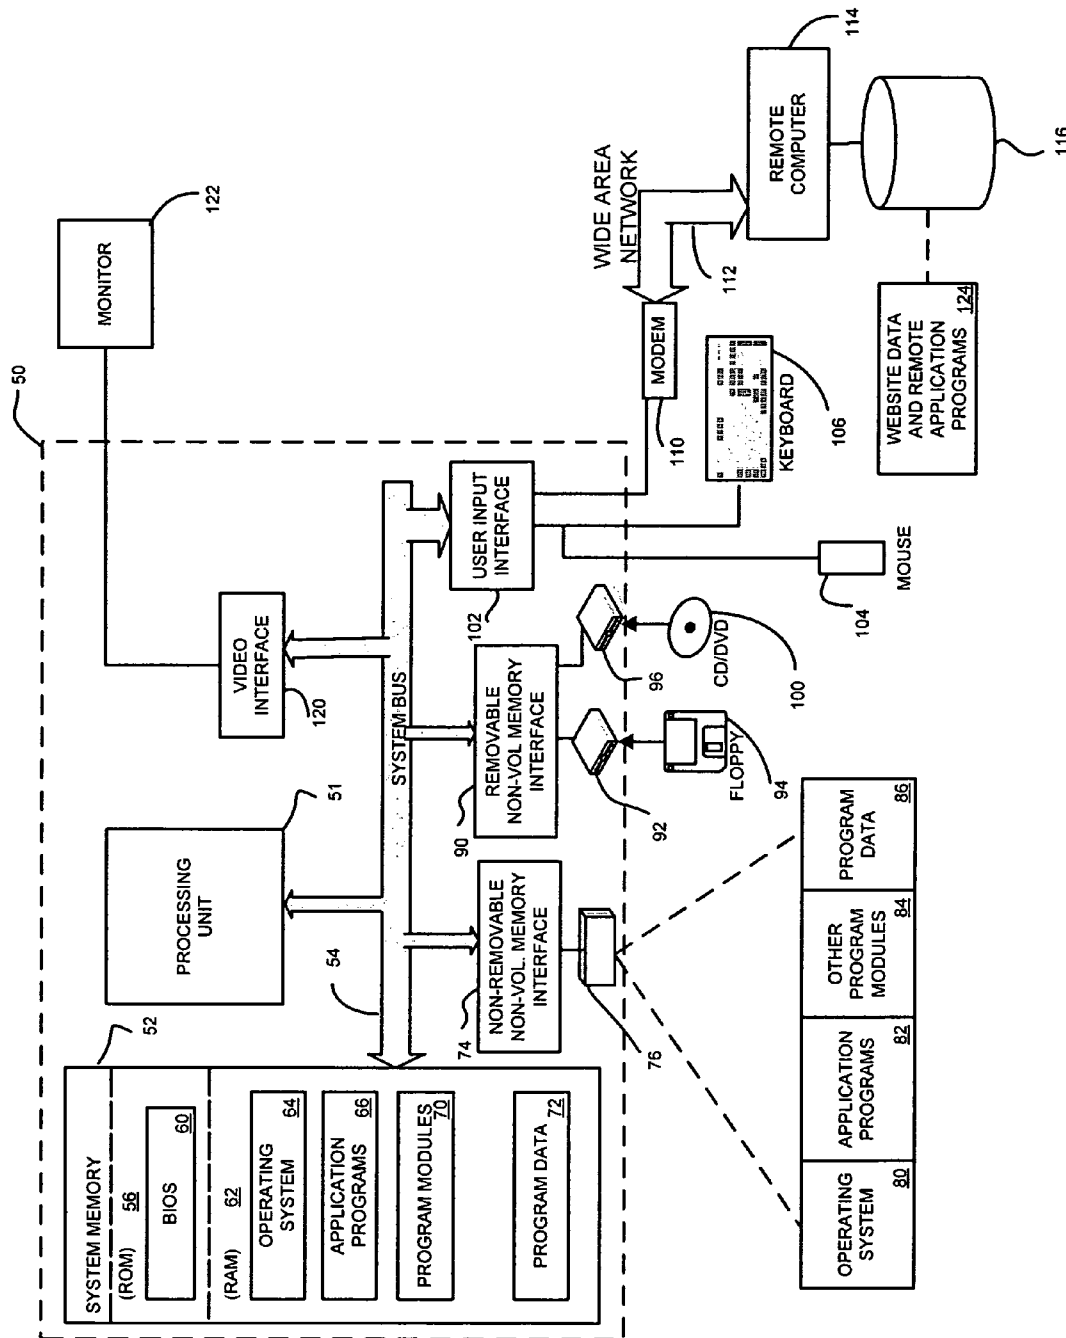 50
SYSTEM MEMORY
52
(ROM) 56
BIOS
60
(RAM) 62
OPERATING
SYSTEM
64
APPLICATION
PROGRAMS
66
PROGRAM MODULES
70
PROGRAM DATA
72
PROCESSING
UNIT
51
54
SYSTEM BUS
VIDEO
INTERFACE
120
MONITOR
122
NON-REMOVABLE
NON-VOL. MEMORY
INTERFACE
74
76
REMOVABLE
NON-VOL MEMORY
INTERFACE
90
92
96
USER INPUT
INTERFACE
102
FLOPPY
94
CD/DVD
100
MOUSE
104
KEYBOARD
106
MODEM
110
WIDE AREA
NETWORK
112
REMOTE
COMPUTER
114
116
WEBSITE DATA
AND REMOTE
APPLICATION
PROGRAMS
124
OPERATING
SYSTEM
80
APPLICATION
PROGRAMS
82
OTHER
PROGRAM
MODULES
84
PROGRAM
DATA
86